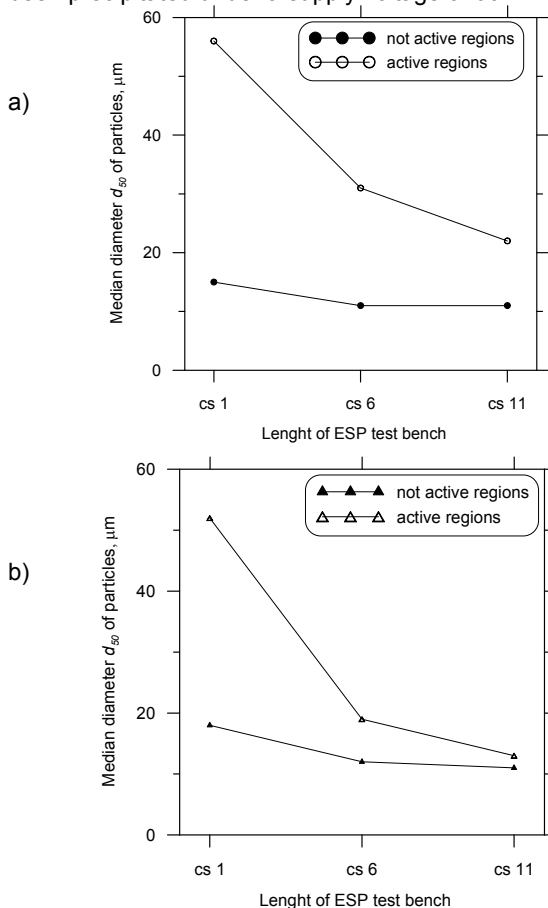 a)
60
40
20
0
Median diameter d50 of particles, μm
not active regions
active regions
cs 1 cs 6 cs 11
Lenght of ESP test bench
b)
60
40
20
0
Median diameter d50 of particles, μm
not active regions
active regions
cs 1 cs 6 cs 11
Lenght of ESP test bench